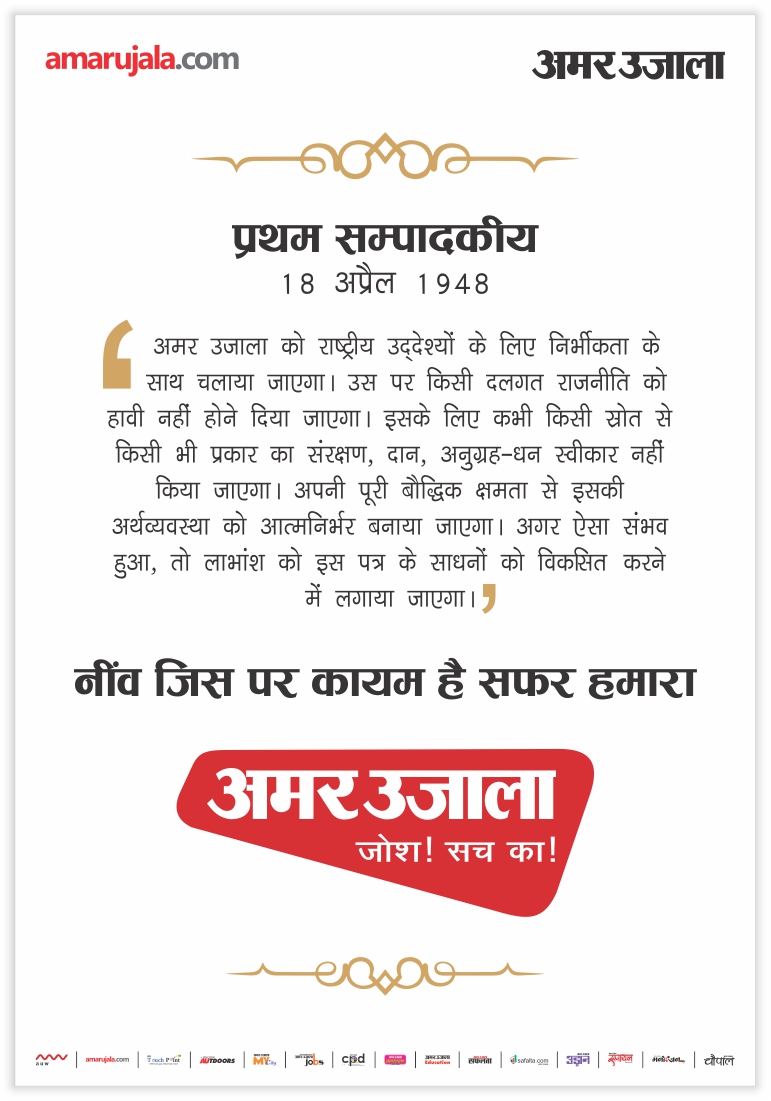 amarujala.com
अमर उजाला
प्रथम सम्पादकीय
18 अप्रैल 1948
‘ अमर उजाला को राष्ट्रीय उद्देश्यों के लिए निर्भीकता के
साथ चलाया जाएगा। उस पर किसी दलगत राजनीति को
हावी नहीं होने दिया जाएगा। इसके लिए कभी किसी स्रोत से
किसी भी प्रकार का संरक्षण, दान, अनुग्रह-धन स्वीकार नहीं
किया जाएगा। अपनी पूरी बौद्धिक क्षमता से इसकी
अर्थव्यवस्था को आत्मनिर्भर बनाया जाएगा। अगर ऐसा संभव
हुआ, तो लाभांश को इस पत्र के साधनों को विकसित करने
में लगाया जाएगा। ’
नींव जिस पर कायम है सफर हमारा
अमर उजाला
जोश! सच का!
auw | amarujala.com | Touch Point | AUTDOORS | MY City | jobs | cpd | अमर उजाला Education | सफलता | safalta.com | उड़ान | रूपायन | मनोरंजन | चौपाल